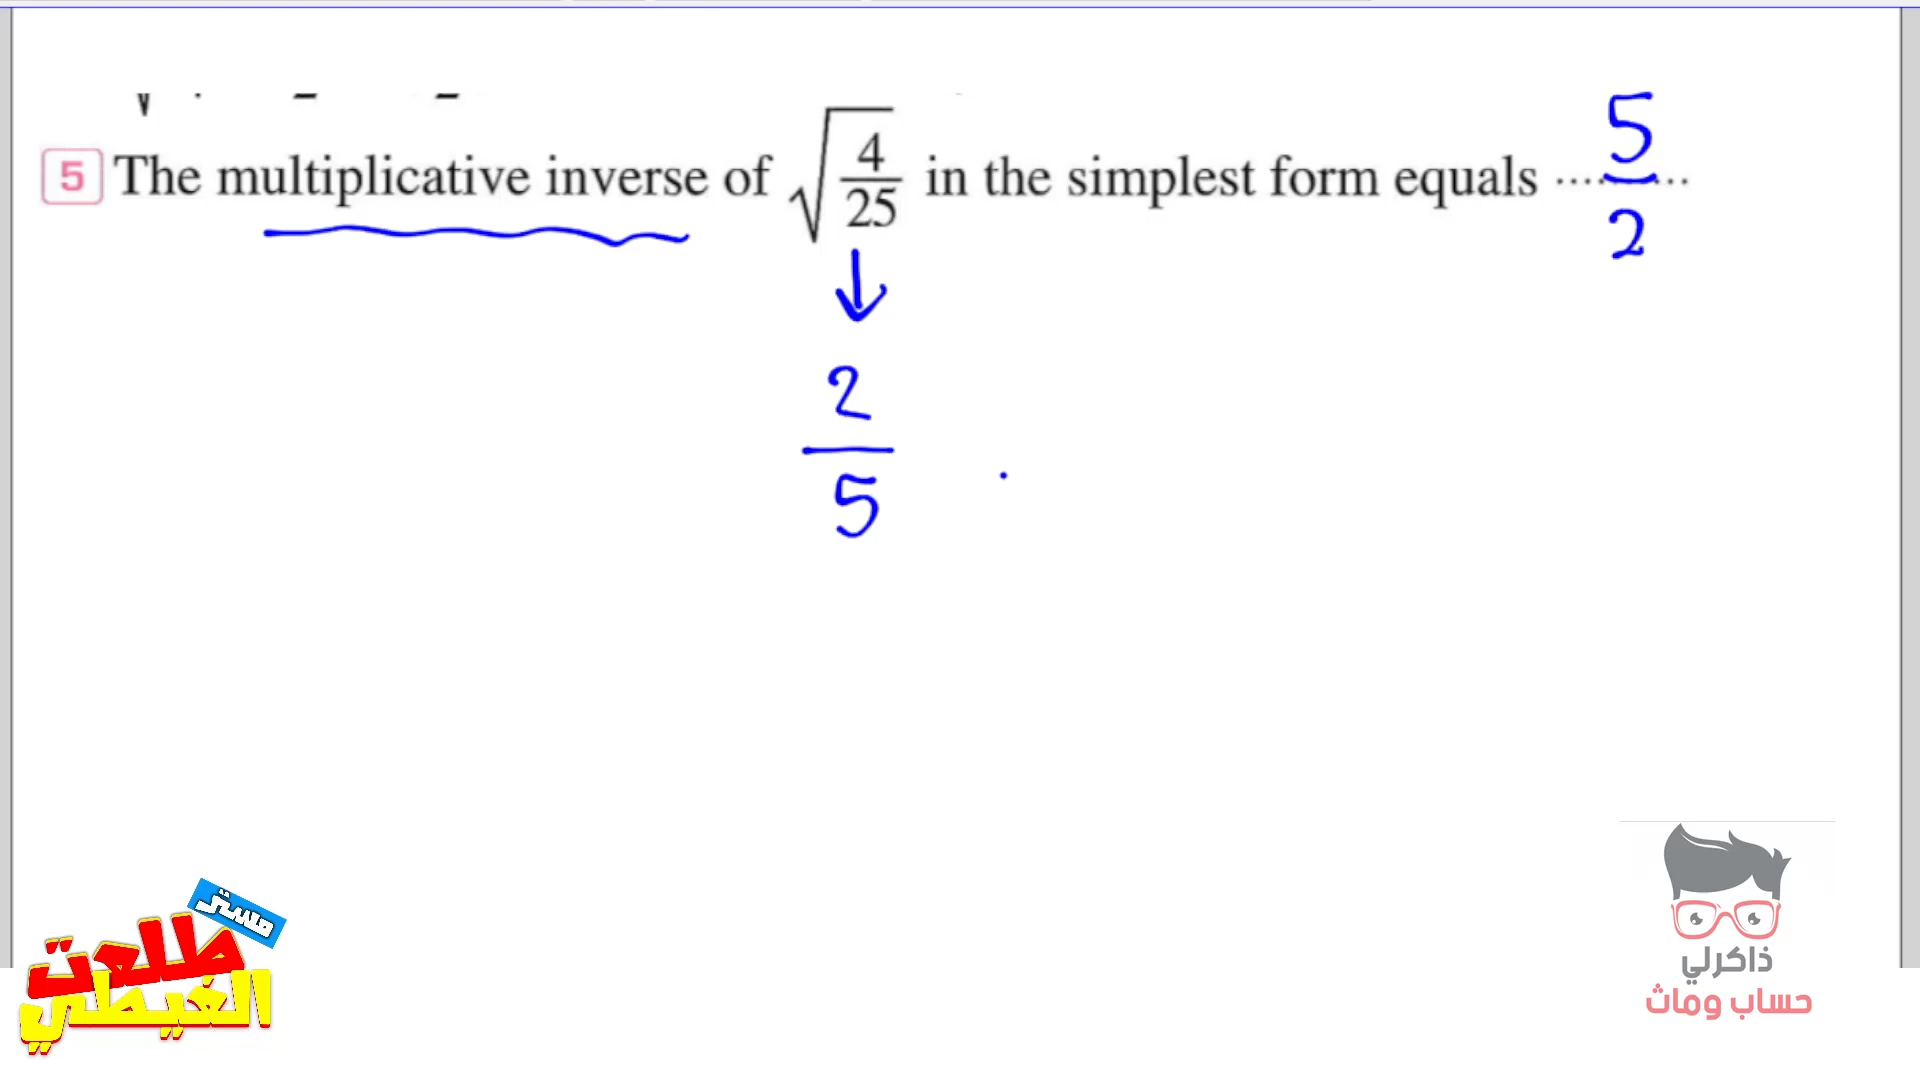 5 The multiplicative inverse of √(4/25) in the simplest form equals .......... 5/2
↓
2
5
مستر
طلعت
الغيطي
ذاكرلي
حساب وماث